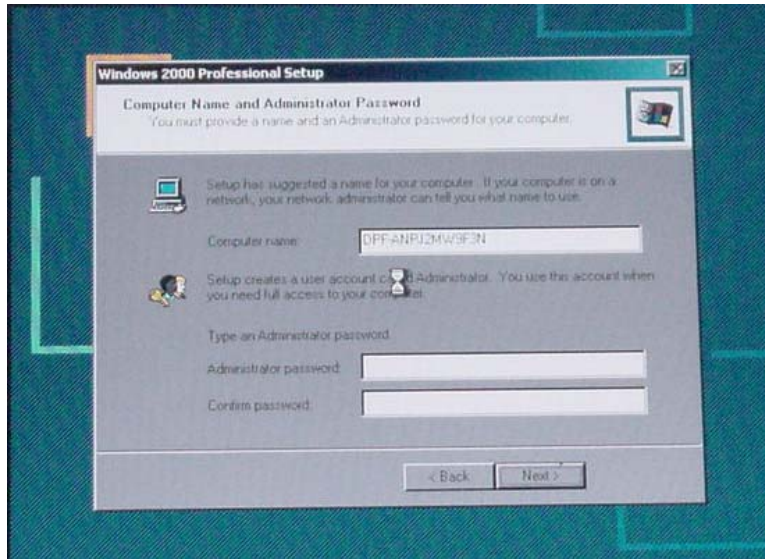 Windows 2000 Professional Setup
Computer Name and Administrator Password
You must provide a name and an Administrator password for your computer.
Setup has suggested a name for your computer. If your computer is on a
network, your network administrator can tell you what name to use.
Computer name:
Setup creates a user account Administrator. You use this account when
you need full access to your
Type an Administrator password.
Administrator password:
Confirm password:
< Back
Next >